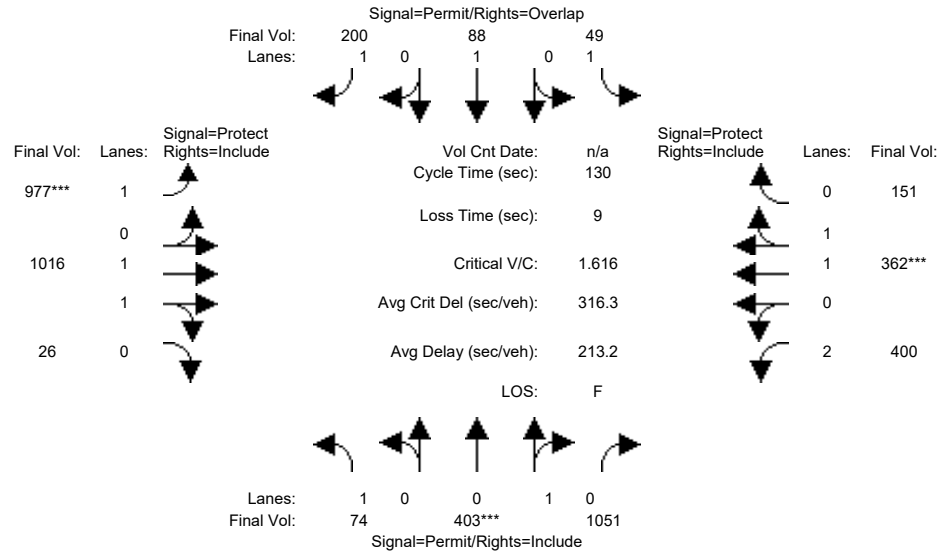 Signal=Permit/Rights=Overlap
Final Vol: 200 88 49
Lanes: 1 0 1 0 1
Signal=Protect Signal=Protect
Final Vol: Lanes: Rights=Include Vol Cnt Date: n/a Rights=Include Lanes: Final Vol:
Cycle Time (sec): 130
977*** 1 0 151
Loss Time (sec): 9
0 1
1016 1 Critical V/C: 1.616 1 362***
1 Avg Crit Del (sec/veh): 316.3 0
26 0 Avg Delay (sec/veh): 213.2 2 400
LOS: F
Lanes: 1 0 0 1 0
Final Vol: 74 403*** 1051
Signal=Permit/Rights=Include